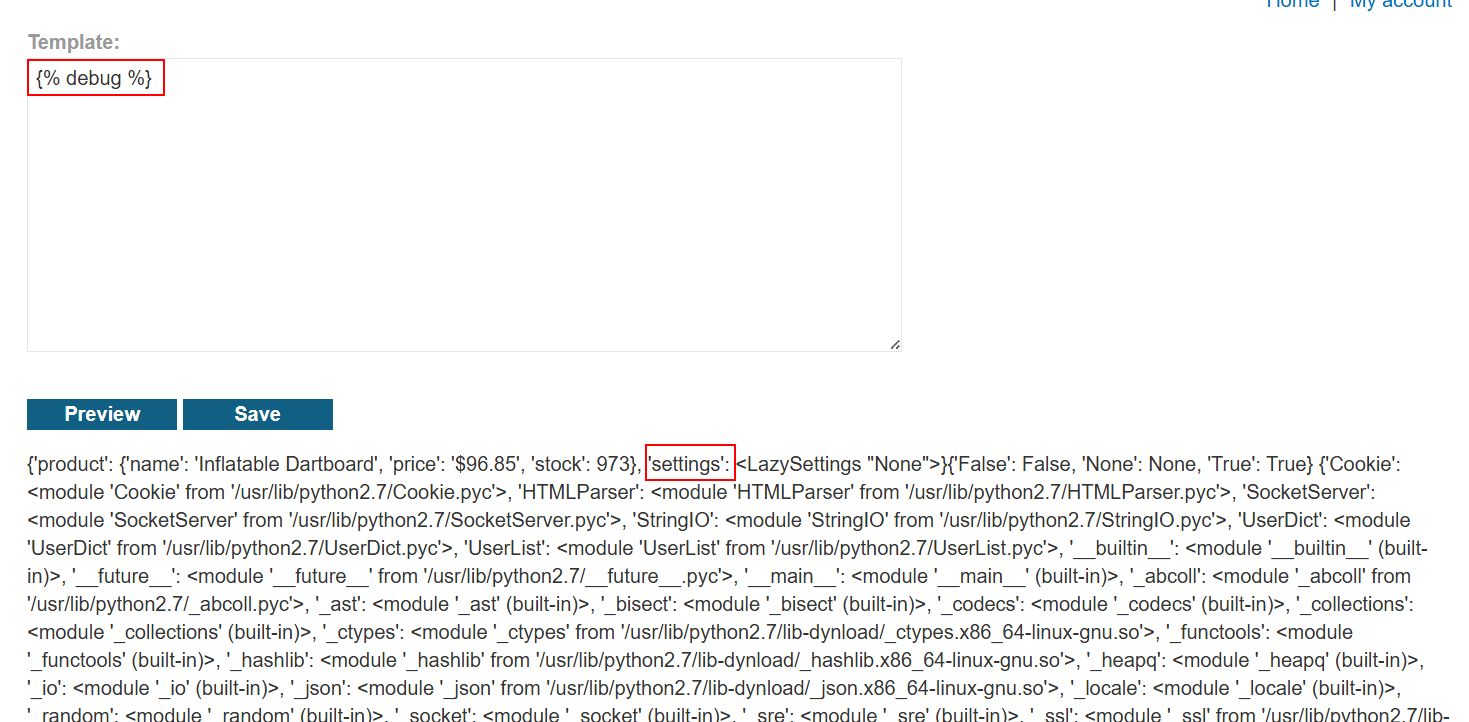 Home | My account
Template:
{% debug %}
Preview Save
{'product': {'name': 'Inflatable Dartboard', 'price': '$96.85', 'stock': 973}, 'settings': <LazySettings "None">}{'False': False, 'None': None, 'True': True} {'Cookie':
<module 'Cookie' from '/usr/lib/python2.7/Cookie.pyc'>, 'HTMLParser': <module 'HTMLParser' from '/usr/lib/python2.7/HTMLParser.pyc'>, 'SocketServer':
<module 'SocketServer' from '/usr/lib/python2.7/SocketServer.pyc'>, 'StringIO': <module 'StringIO' from '/usr/lib/python2.7/StringIO.pyc'>, 'UserDict': <module
'UserDict' from '/usr/lib/python2.7/UserDict.pyc'>, 'UserList': <module 'UserList' from '/usr/lib/python2.7/UserList.pyc'>, '__builtin__': <module '__builtin__' (built-
in)>, '__future__': <module '__future__' from '/usr/lib/python2.7/__future__.pyc'>, '__main__': <module '__main__' (built-in)>, '_abcoll': <module '_abcoll' from
'/usr/lib/python2.7/_abcoll.pyc'>, '_ast': <module '_ast' (built-in)>, '_bisect': <module '_bisect' (built-in)>, '_codecs': <module '_codecs' (built-in)>, '_collections':
<module '_collections' (built-in)>, '_ctypes': <module '_ctypes' from '/usr/lib/python2.7/lib-dynload/_ctypes.x86_64-linux-gnu.so'>, '_functools': <module
'_functools' (built-in)>, '_hashlib': <module '_hashlib' from '/usr/lib/python2.7/lib-dynload/_hashlib.x86_64-linux-gnu.so'>, '_heapq': <module '_heapq' (built-in)>,
'_io': <module '_io' (built-in)>, '_json': <module '_json' from '/usr/lib/python2.7/lib-dynload/_json.x86_64-linux-gnu.so'>, '_locale': <module '_locale' (built-in)>,
'_random': <module '_random' (built-in)>, '_socket': <module '_socket' (built-in)>, '_sre': <module '_sre' (built-in)>, '_ssl': <module '_ssl' from '/usr/lib/python2.7/lib-